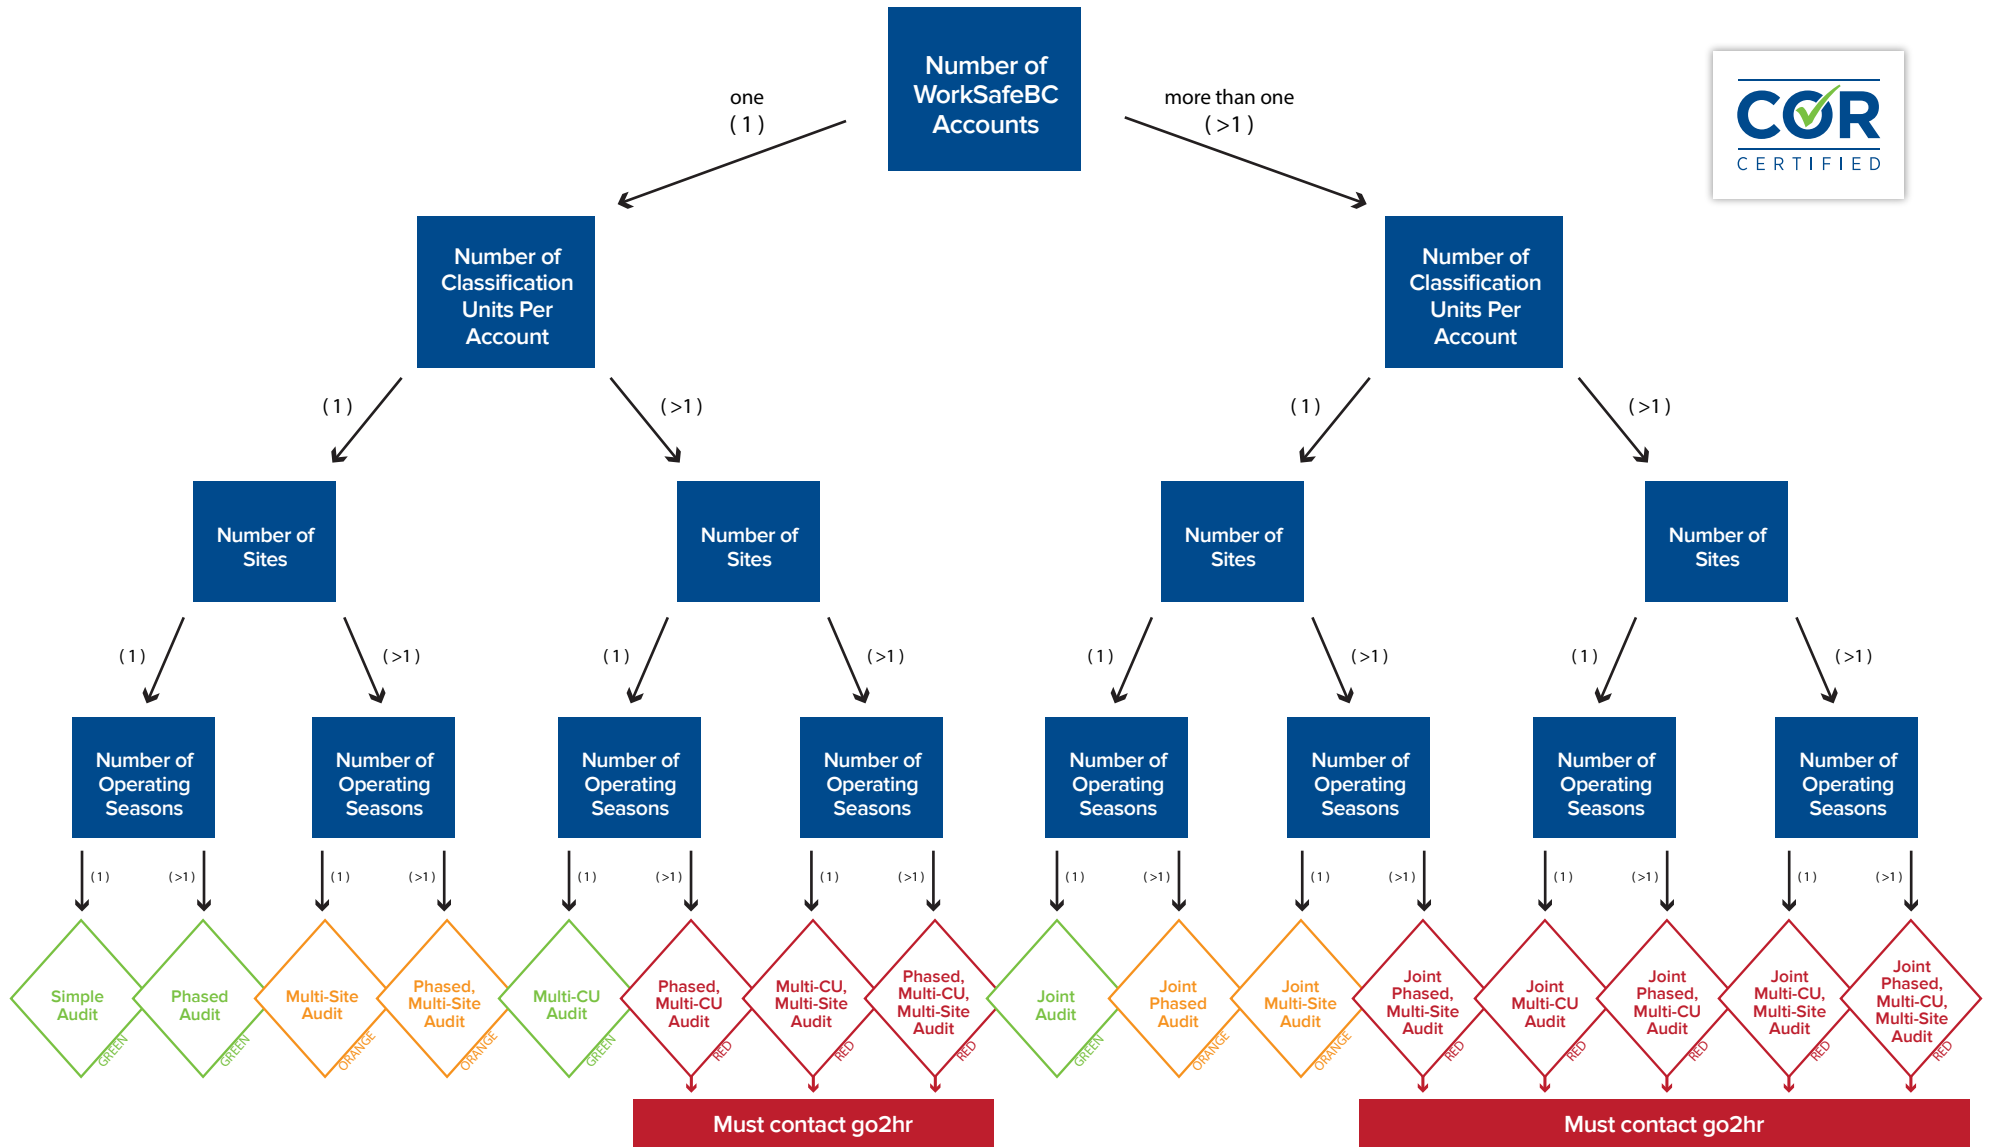 Number of
WorkSafeBC
Accounts
one
( 1 )
more than one
( >1 )
COR
CERTIFIED
Number of
Classification
Units Per
Account
Number of
Classification
Units Per
Account
( 1 )
( >1 )
( 1 )
( >1 )
Number of
Sites
Number of
Sites
Number of
Sites
Number of
Sites
( 1 )
( >1 )
( 1 )
( >1 )
( 1 )
( >1 )
( 1 )
( >1 )
Number of
Operating
Seasons
Number of
Operating
Seasons
Number of
Operating
Seasons
Number of
Operating
Seasons
Number of
Operating
Seasons
Number of
Operating
Seasons
Number of
Operating
Seasons
Number of
Operating
Seasons
( 1 )
( >1 )
( 1 )
( >1 )
( 1 )
( >1 )
( 1 )
( >1 )
( 1 )
( >1 )
( 1 )
( >1 )
( 1 )
( >1 )
( 1 )
( >1 )
Simple
Audit
GREEN
Phased
Audit
GREEN
Multi-Site
Audit
ORANGE
Phased,
Multi-Site
Audit
ORANGE
Multi-CU
Audit
GREEN
Phased,
Multi-CU
Audit
RED
Multi-CU,
Multi-Site
Audit
RED
Phased,
Multi-CU,
Multi-Site
Audit
RED
Joint
Audit
GREEN
Joint
Phased
Audit
ORANGE
Joint
Multi-Site
Audit
ORANGE
Joint
Phased,
Multi-Site
Audit
RED
Joint
Multi-CU
Audit
RED
Joint
Phased,
Multi-CU
Audit
RED
Joint
Multi-CU,
Multi-Site
Audit
RED
Joint
Phased,
Multi-CU,
Multi-Site
Audit
RED
Must contact go2hr
Must contact go2hr